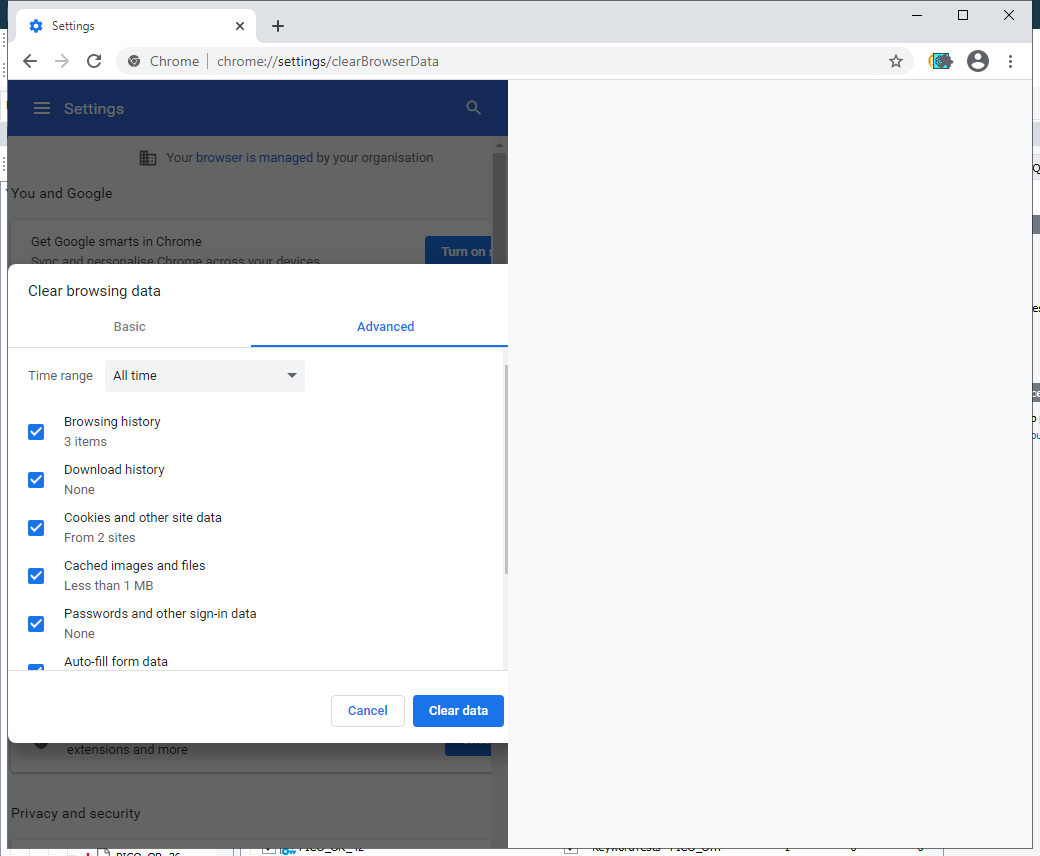 Settings
Chrome chrome://settings/clearBrowserData
Settings
Your browser is managed by your organisation
You and Google
Get Google smarts in Chrome
Turn on
Sync and personalise Chrome across your devices
Clear browsing data
Basic
Advanced
Time range All time
Browsing history
3 items
Download history
None
Cookies and other site data
From 2 sites
Cached images and files
Less than 1 MB
Passwords and other sign-in data
None
Auto-fill form data
Cancel
Clear data
extensions and more
Privacy and security